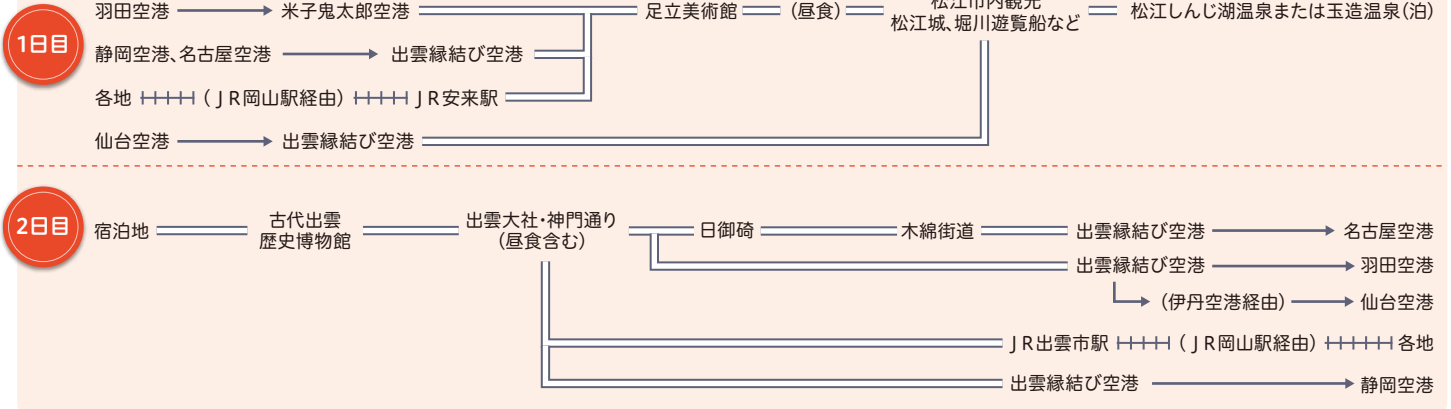 1日目
羽田空港 米子鬼太郎空港 足立美術館 (昼食) 松江市内観光
松江城、堀川遊覧船など 松江しんじ湖温泉または玉造温泉(泊)
静岡空港、名古屋空港 出雲縁結び空港
各地 (JR岡山駅経由) JR安来駅
仙台空港 出雲縁結び空港
2日目
宿泊地 古代出雲
歴史博物館 出雲大社・神門通り
(昼食含む) 日御碕 木綿街道 出雲縁結び空港 名古屋空港
出雲縁結び空港 羽田空港
(伊丹空港経由) 仙台空港
JR出雲市駅 (JR岡山駅経由) 各地
出雲縁結び空港 静岡空港